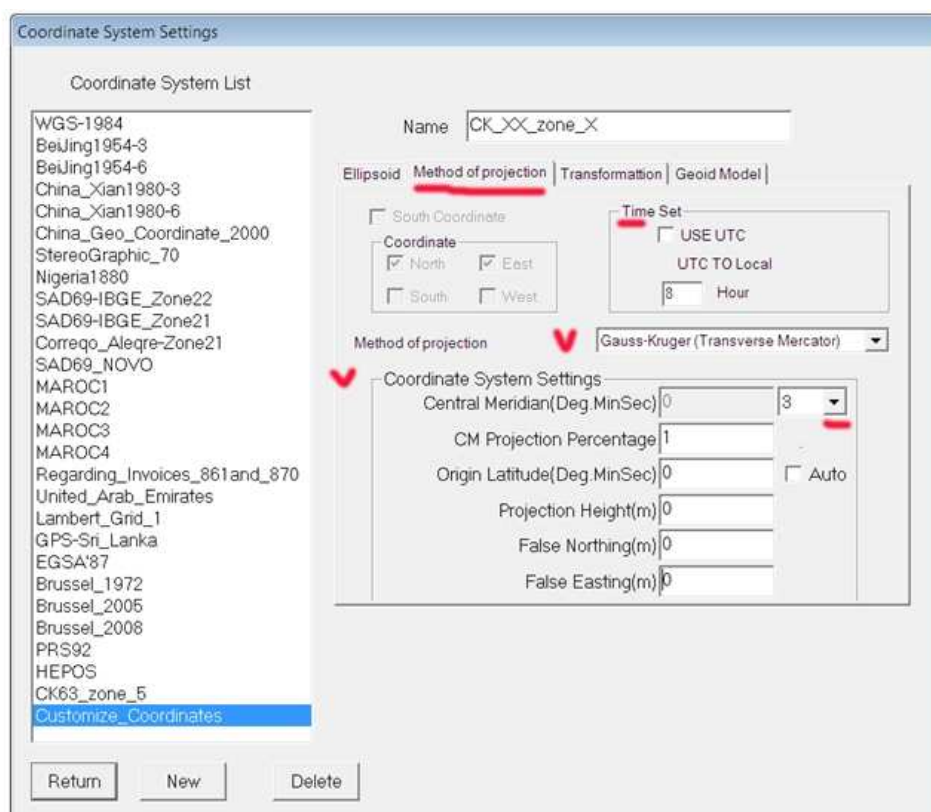 Coordinate System Settings
Coordinate System List
WGS-1984
BeiJing1954-3
BeiJing1954-6
China_Xian1980-3
China_Xian1980-6
China_Geo_Coordinate_2000
StereoGraphic_70
Nigeria1880
SAD69-IBGE_Zone22
SAD69-IBGE_Zone21
Correqo_Aleqre-Zone21
SAD69_NOVO
MAROC1
MAROC2
MAROC3
MAROC4
Regarding_Invoices_861and_870
United_Arab_Emirates
Lambert_Grid_1
GPS-Sri_Lanka
EGSA'87
Brussel_1972
Brussel_2005
Brussel_2008
PRS92
HEPOS
CK63_zone_5
Customize_Coordinates
Return New Delete
Name CK_XX_zone_X
Ellipsoid Method of projection Transformattion Geoid Model
South Coordinate
Coordinate
North East
South West
Time Set
USE UTC
UTC TO Local
8 Hour
Method of projection Gauss-Kruger (Transverse Mercator)
Coordinate System Settings
Central Meridian(Deg.MinSec) 0 3
CM Projection Percentage 1
Origin Latitude(Deg.MinSec) 0 Auto
Projection Height(m) 0
False Northing(m) 0
False Easting(m) 0